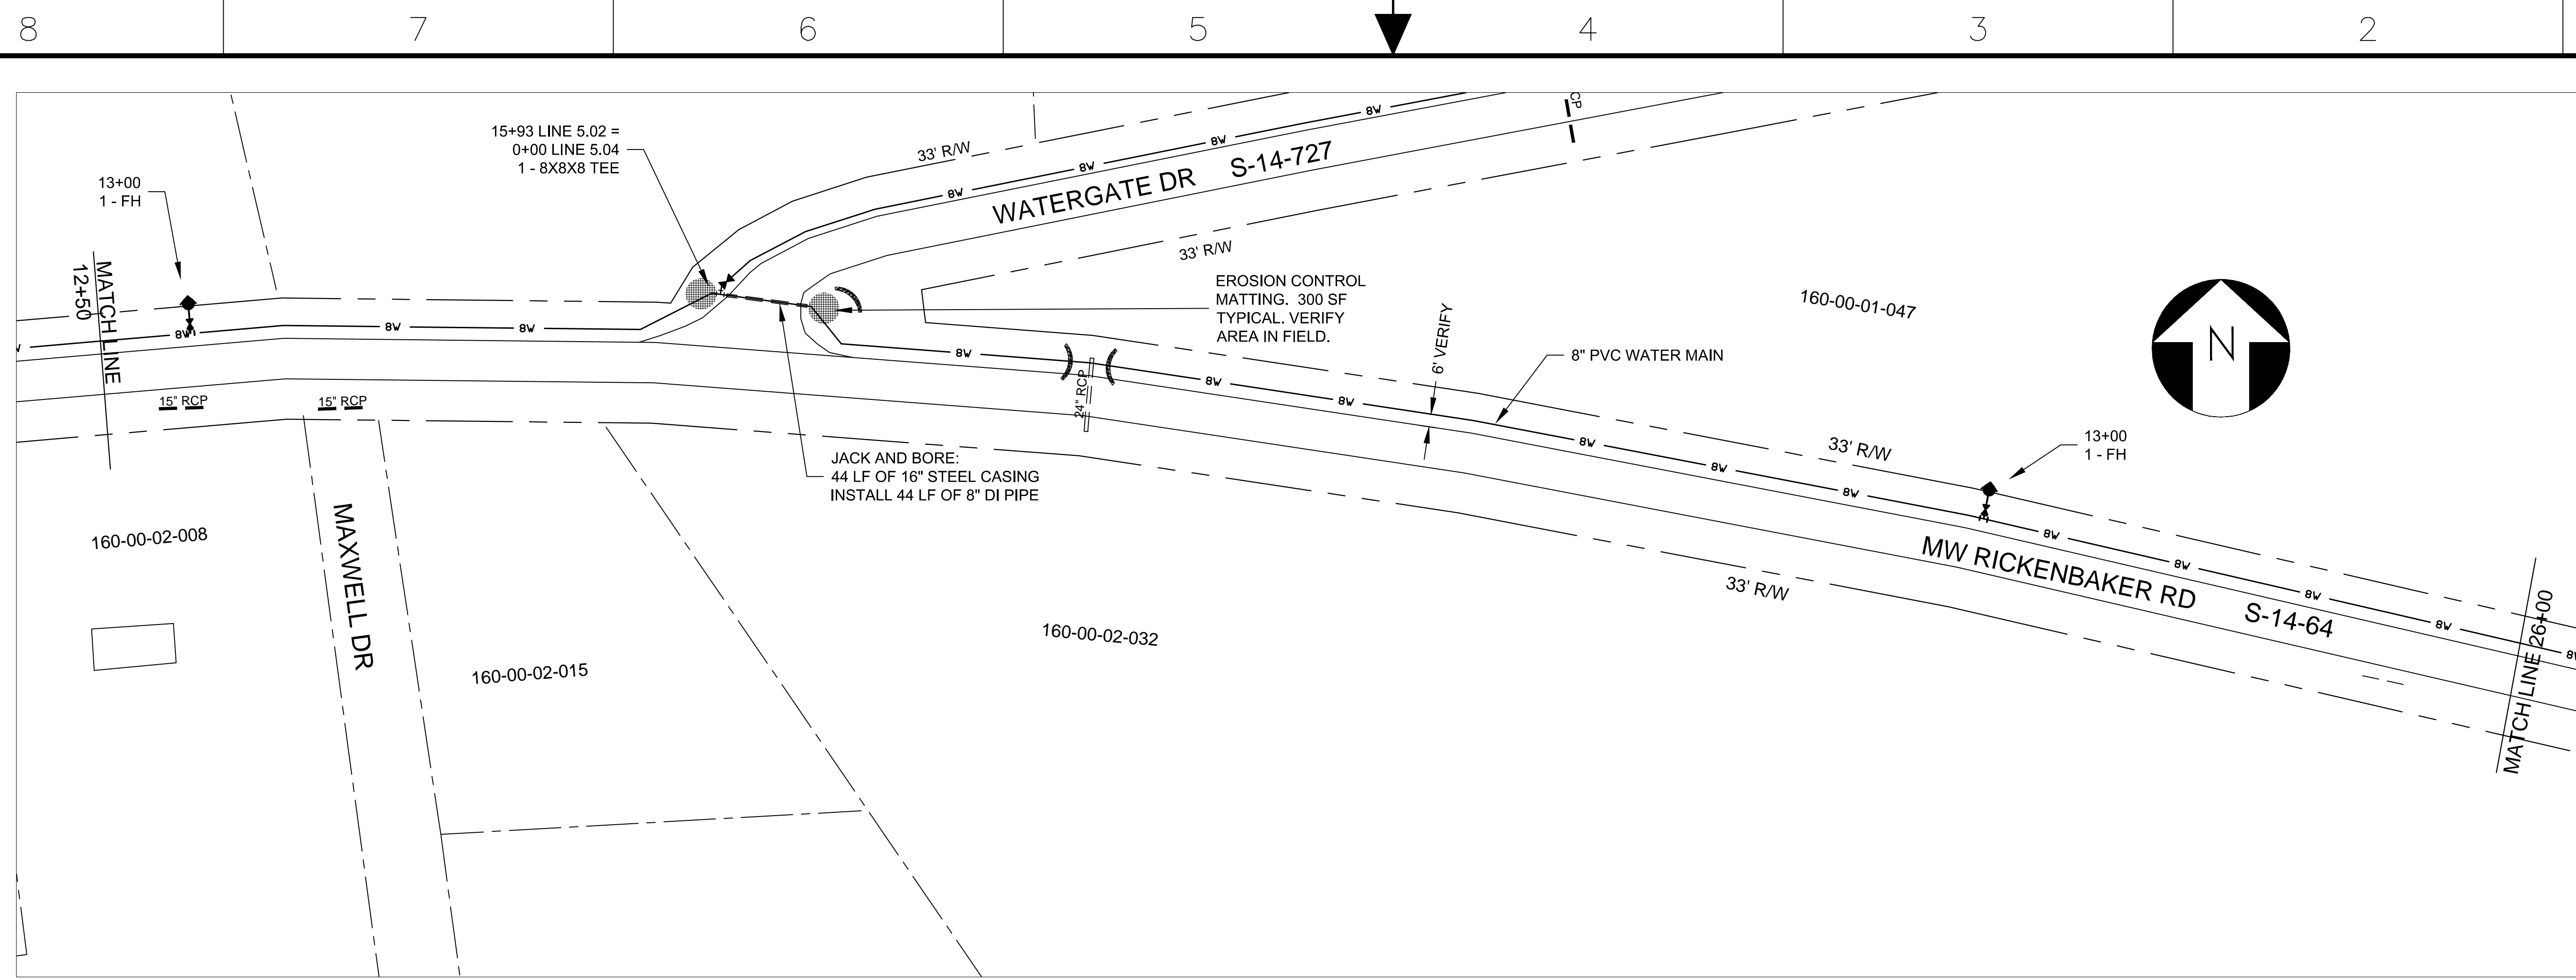 8 7 6 5 4 3 2
15+93 LINE 5.02 =
0+00 LINE 5.04
1 - 8X8X8 TEE
13+00
1 - FH
MATCH LINE
12+50
33' R/W
8W 8W 8W 8W
WATERGATE DR S-14-727
CP
33' R/W
EROSION CONTROL
MATTING. 300 SF
TYPICAL. VERIFY
AREA IN FIELD.
160-00-01-047
N
6' VERIFY
8" PVC WATER MAIN
8W 8W 8W 8W 8W 8W 8W 8W 8W 8W 8W 8W 8W 8W 8W
15" RCP
15" RCP
24" RCP
33' R/W
13+00
1 - FH
JACK AND BORE:
44 LF OF 16" STEEL CASING
INSTALL 44 LF OF 8" DI PIPE
MW RICKENBAKER RD S-14-64
33' R/W
160-00-02-008
MAXWELL DR
160-00-02-015
160-00-02-032
MATCH LINE 26+00